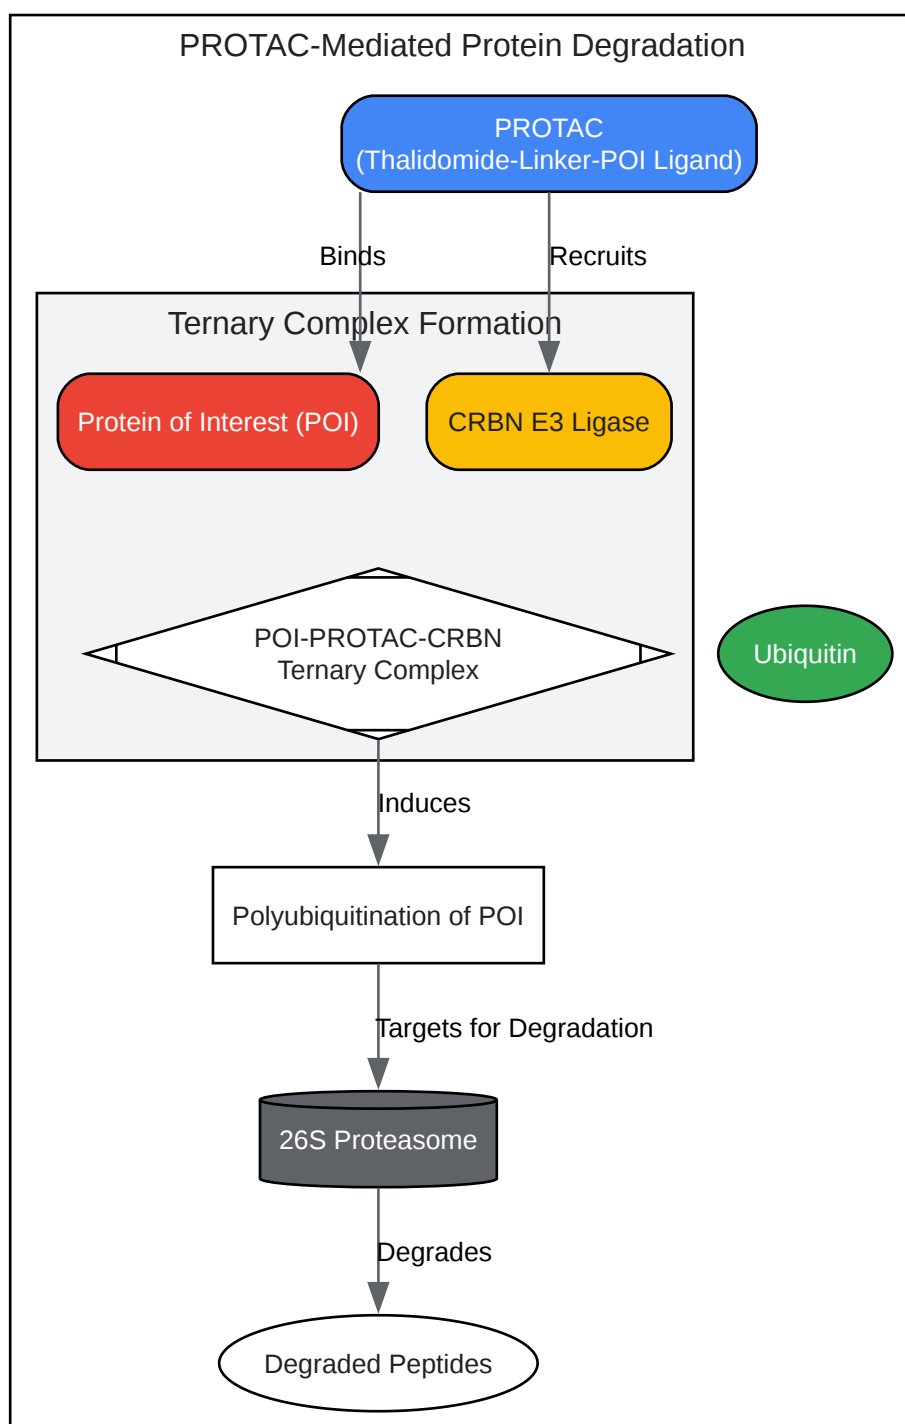 PROTAC-Mediated Protein Degradation
PROTAC
(Thalidomide-Linker-POI Ligand)
Binds
Recruits
Ternary Complex Formation
Protein of Interest (POI)
CRBN E3 Ligase
POI-PROTAC-CRBN
Ternary Complex
Ubiquitin
Induces
Polyubiquitination of POI
Targets for Degradation
26S Proteasome
Degrades
Degraded Peptides